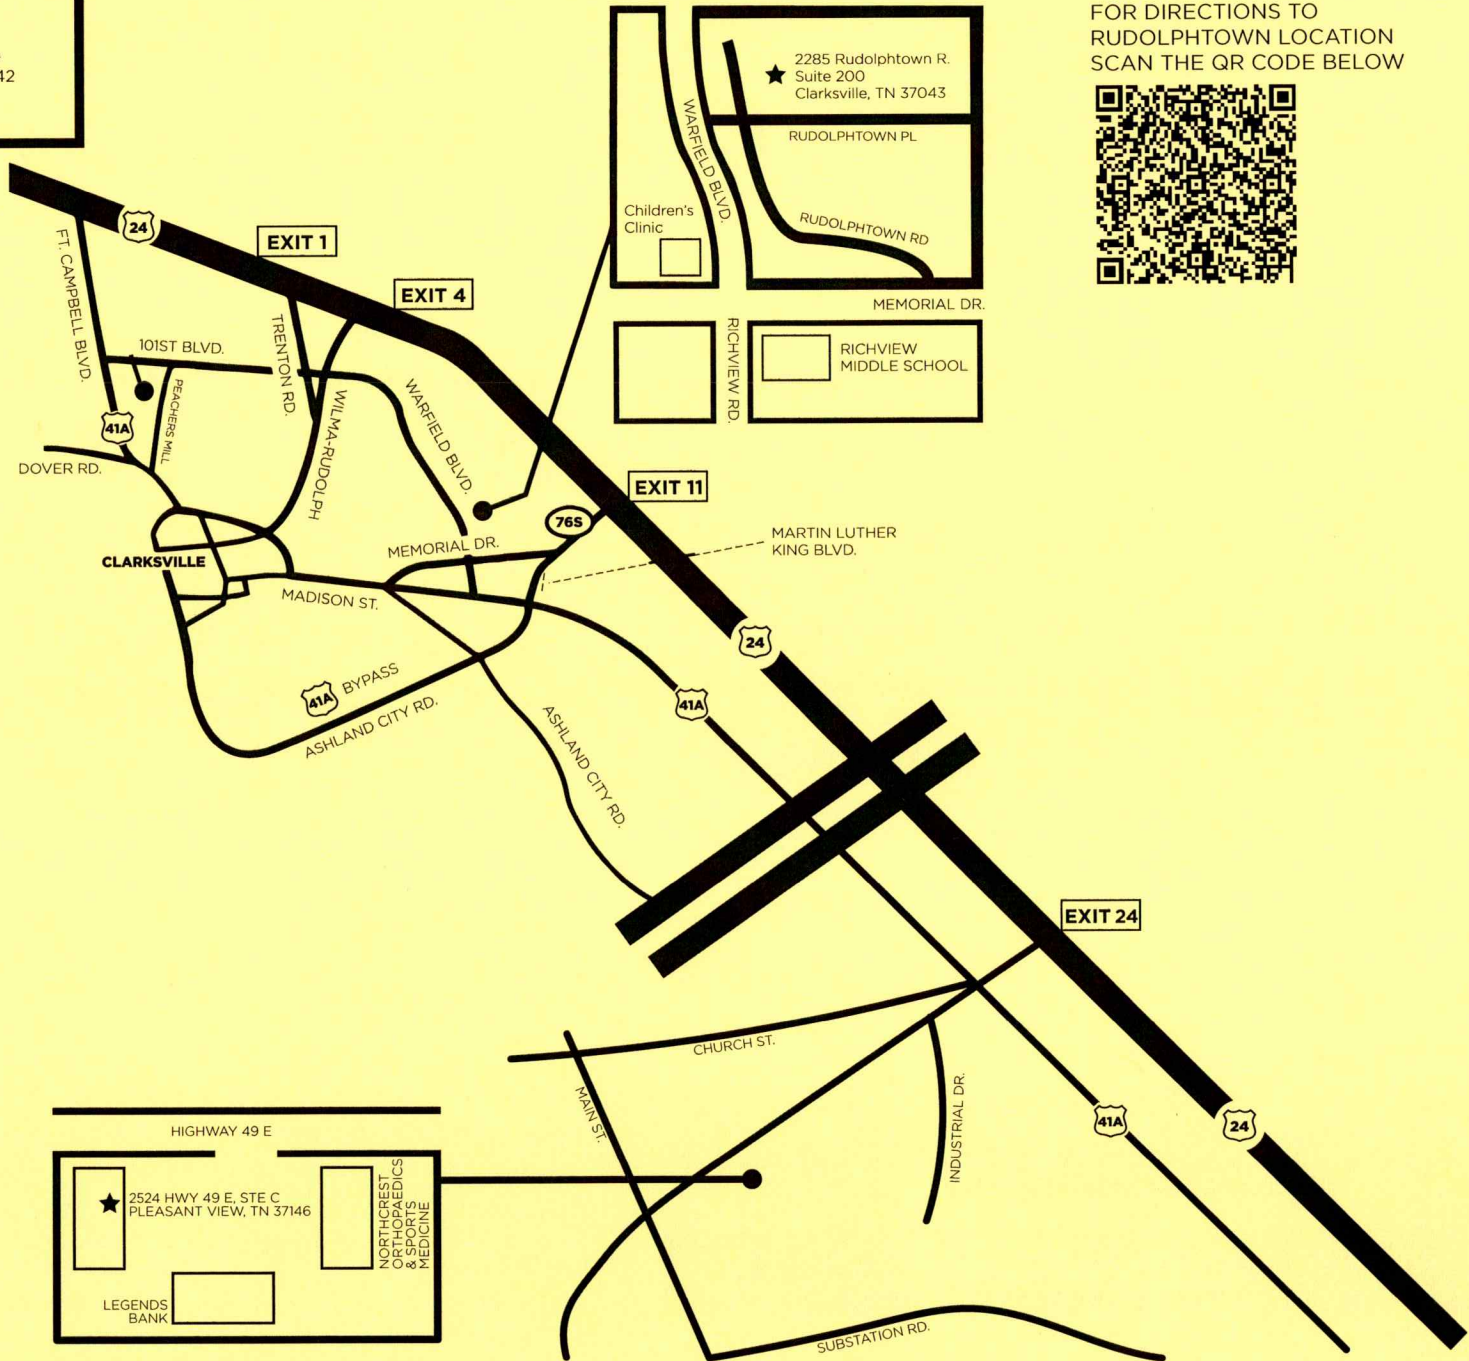 42
FOR DIRECTIONS TO
RUDOLPHTOWN LOCATION
SCAN THE QR CODE BELOW
2285 Rudolphtown R.
Suite 200
Clarksville, TN 37043
WARFIELD BLVD.
RUDOLPHTOWN PL
Children's
Clinic
RUDOLPHTOWN RD
MEMORIAL DR.
RICHVIEW RD.
RICHVIEW
MIDDLE SCHOOL
24
EXIT 1
EXIT 4
FT. CAMPBELL BLVD.
101ST BLVD.
TRENTON RD.
PEACHERS MILL
WILMA-RUDOLPH
WARFIELD BLVD.
41A
DOVER RD.
EXIT 11
76S
MARTIN LUTHER
KING BLVD.
MEMORIAL DR.
CLARKSVILLE
MADISON ST.
24
41A
BYPASS
ASHLAND CITY RD.
41A
ASHLAND CITY RD.
EXIT 24
CHURCH ST.
MAIN ST.
INDUSTRIAL DR.
41A
24
HIGHWAY 49 E
2524 HWY 49 E, STE C
PLEASANT VIEW, TN 37146
NORTHCREST
ORTHOPAEDICS
& SPORTS
MEDICINE
LEGENDS
BANK
SUBSTATION RD.